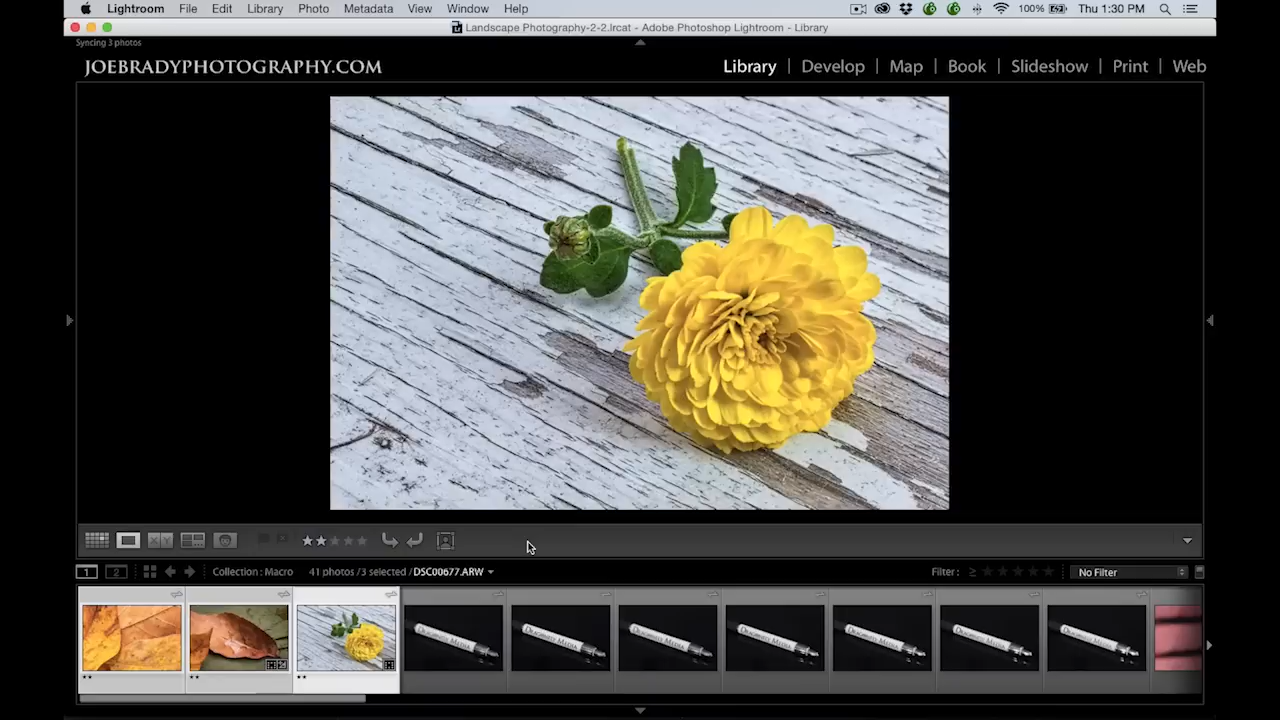 Lightroom File Edit Library Photo Metadata View Window Help 100% Thu 1:30 PM
Landscape Photography-2-2.lrcat - Adobe Photoshop Lightroom - Library
Syncing 3 photos
JOEBRADYPHOTOGRAPHY.COM Library | Develop | Map | Book | Slideshow | Print | Web
XY
1 2 Collection : Macro 41 photos /3 selected / DSC00677.ARW Filter : No Filter